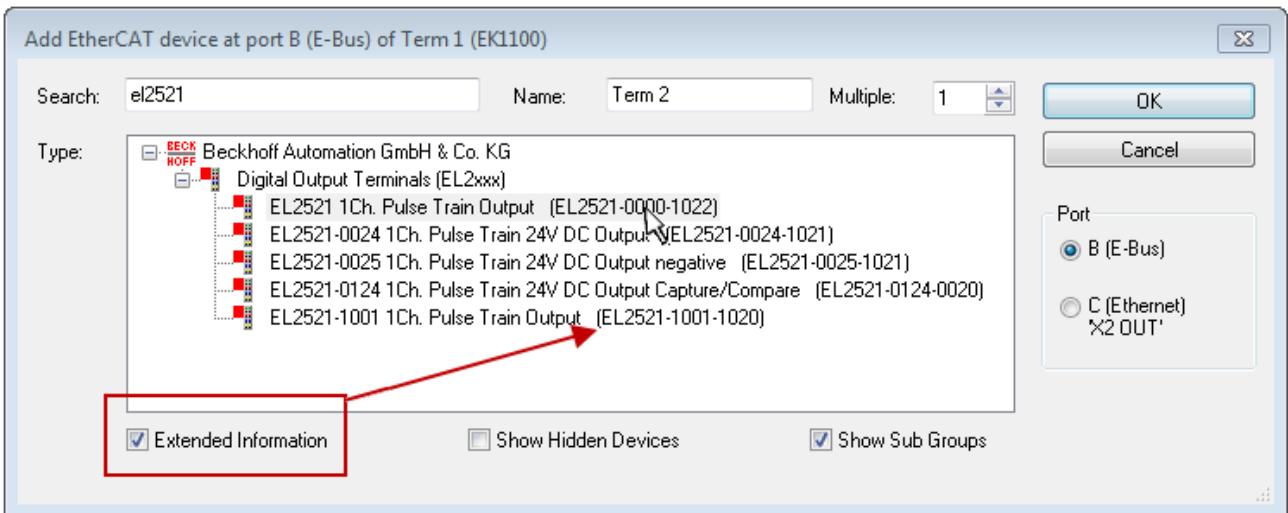 Add EtherCAT device at port B (E-Bus) of Term 1 (EK1100)
Search: el2521 Name: Term 2 Multiple: 1 OK
Type: BECKHOFF Beckhoff Automation GmbH & Co. KG Cancel
Digital Output Terminals (EL2xxx)
EL2521 1Ch. Pulse Train Output (EL2521-0000-1022) Port
EL2521-0024 1Ch. Pulse Train 24V DC Output (EL2521-0024-1021)
EL2521-0025 1Ch. Pulse Train 24V DC Output negative (EL2521-0025-1021) B (E-Bus)
EL2521-0124 1Ch. Pulse Train 24V DC Output Capture/Compare (EL2521-0124-0020)
EL2521-1001 1Ch. Pulse Train Output (EL2521-1001-1020) C (Ethernet)
'X2 OUT'
Extended Information Show Hidden Devices Show Sub Groups